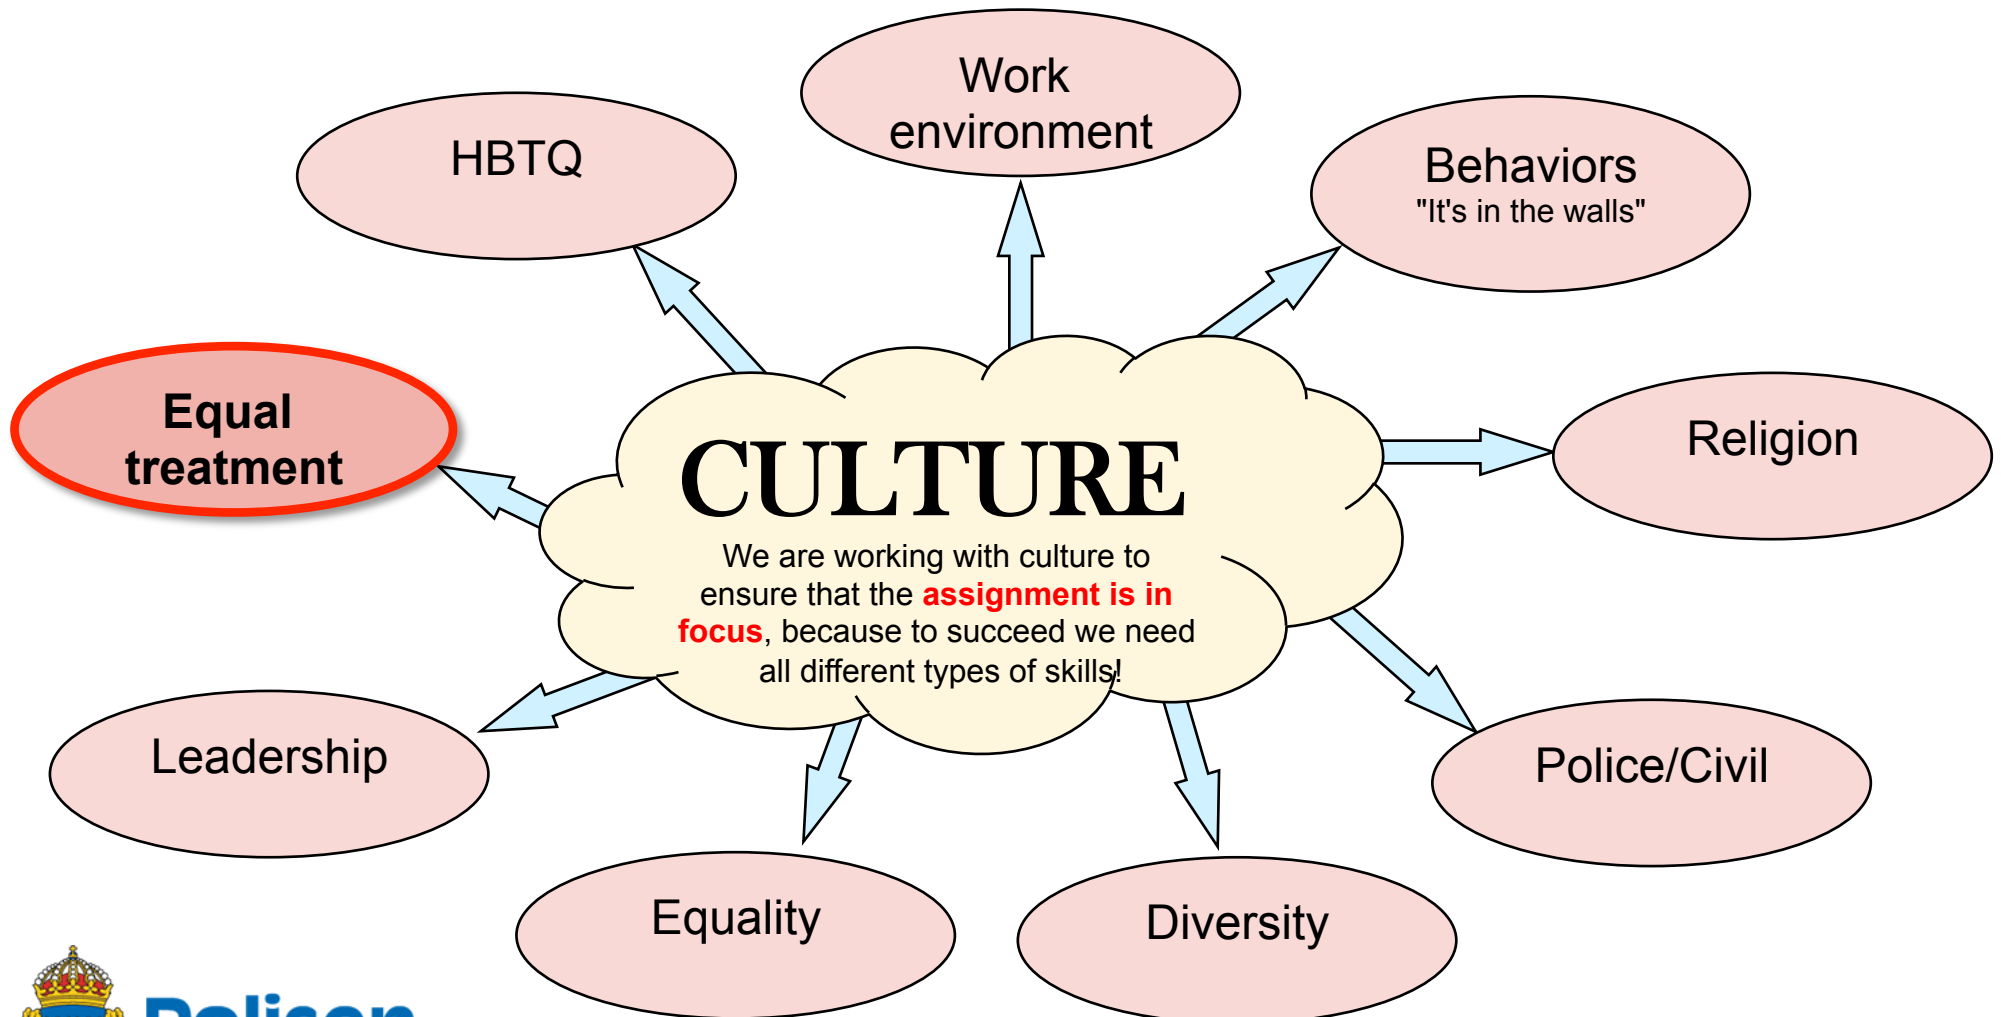 Work
environment
HBTQ
Behaviors
"It's in the walls"
Equal
treatment
CULTURE
We are working with culture to
ensure that the assignment is in
focus, because to succeed we need
all different types of skills!
Religion
Leadership
Police/Civil
Equality
Diversity
Polisen